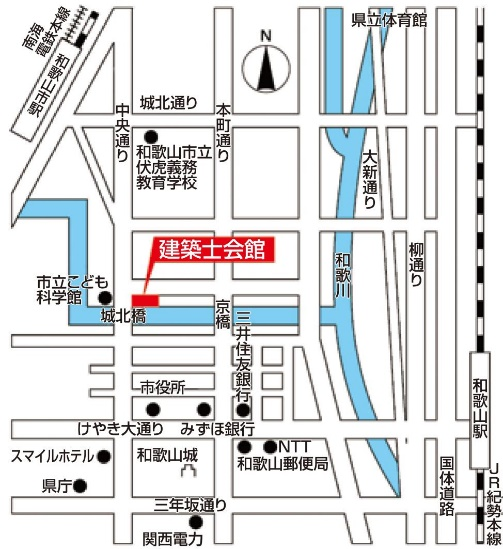 県立体育館
南海
電鉄本線
和歌山市駅
N
城北通り
中央通り
本町通り
和歌山市立
伏虎義務
教育学校
大新通り
建築士会館
和歌川
柳通り
市立こども
科学館
城北橋
京橋
三井住友銀行
市役所
和歌山駅
けやき大通り
みずほ銀行
スマイルホテル
和歌山城
NTT
和歌山郵便局
県庁
国体道路
JR紀勢本線
三年坂通り
関西電力